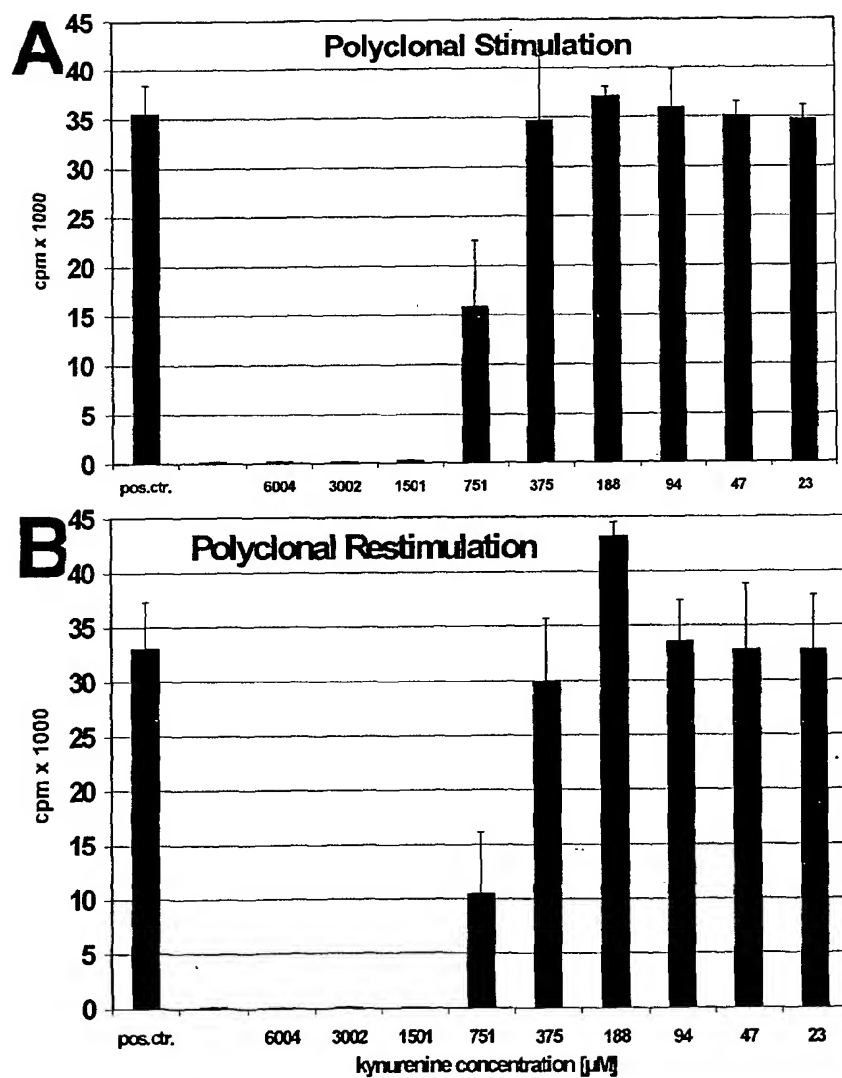 A
Polyclonal Stimulation
45
40
35
30
25
20
15
10
5
0
cpm x 1000
pos.ctr. 6004 3002 1501 751 375 188 94 47 23
B
Polyclonal Restimulation
45
40
35
30
25
20
15
10
5
0
cpm x 1000
pos.ctr. 6004 3002 1501 751 375 188 94 47 23
kynurenine concentration [µM]